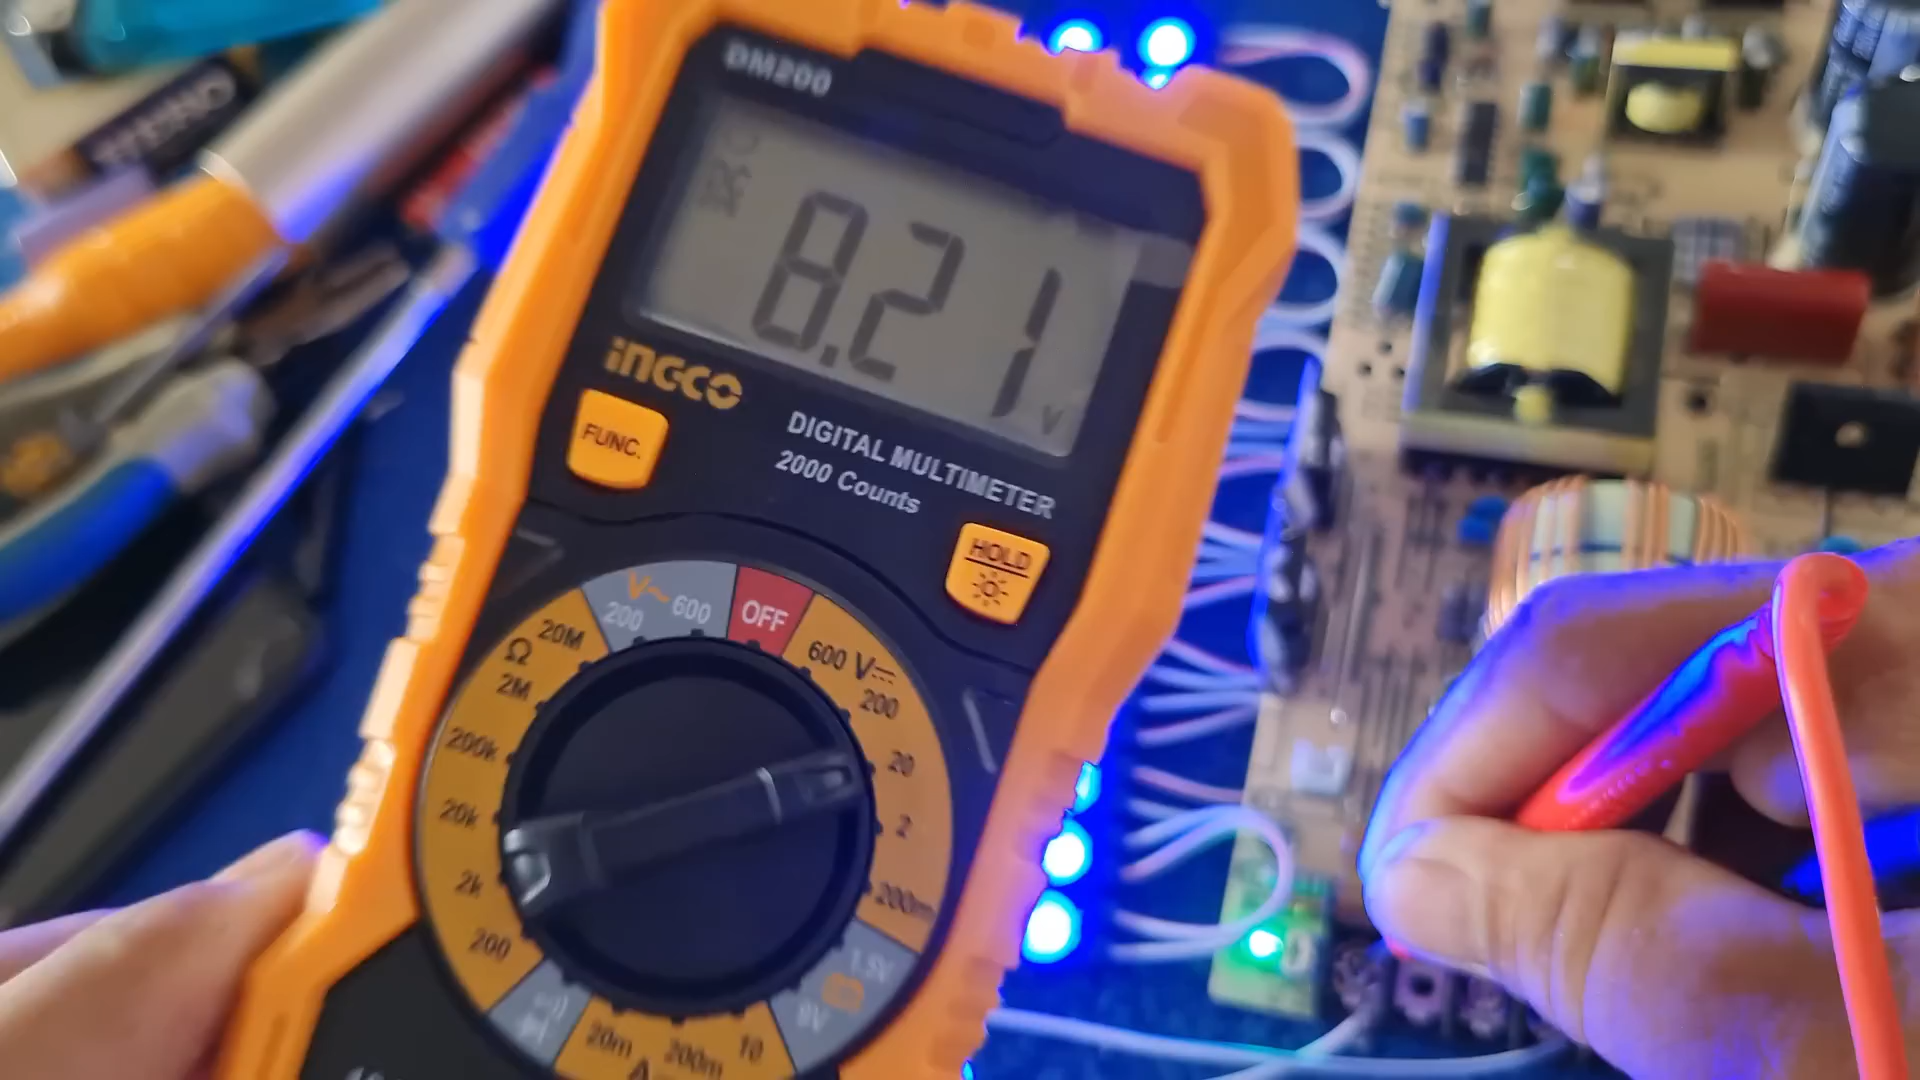 DM200
DC
8.21
V
INGCO
FUNC.
DIGITAL MULTIMETER
2000 Counts
HOLD
V~
200 600
OFF
600 V
200
20
2
200m
20M
Ω
2M
200k
20k
2k
200
1.5V
9V
20m 200m 10
A